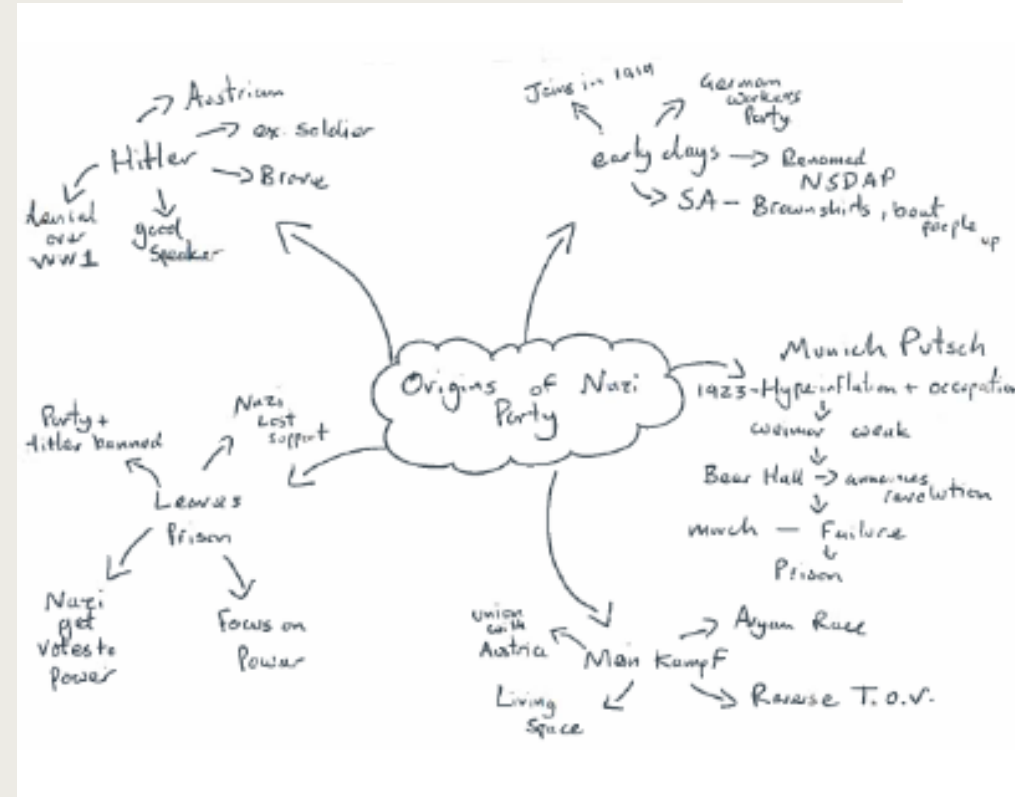 Origins of Nazi
Party
Hitler
Austrian
ex. soldier
Brave
good
Speaker
denial
over
WW1
early days
Joins in 1919
German
workers
Party
Renamed
NSDAP
SA - Brownshirts, beat
people
up
Munich Putsch
1923 - Hyperinflation + occupation
weimar weak
Beer Hall → announces
revolution
march — Failure
Prison
Mein Kampf
Aryan Race
Reverse T.O.V.
Living
Space
union
with
Austria
Leaves
Prison
Nazi
Lost
support
Party +
Hitler banned
Nazi
get
votes to
Power
Focus on
Power